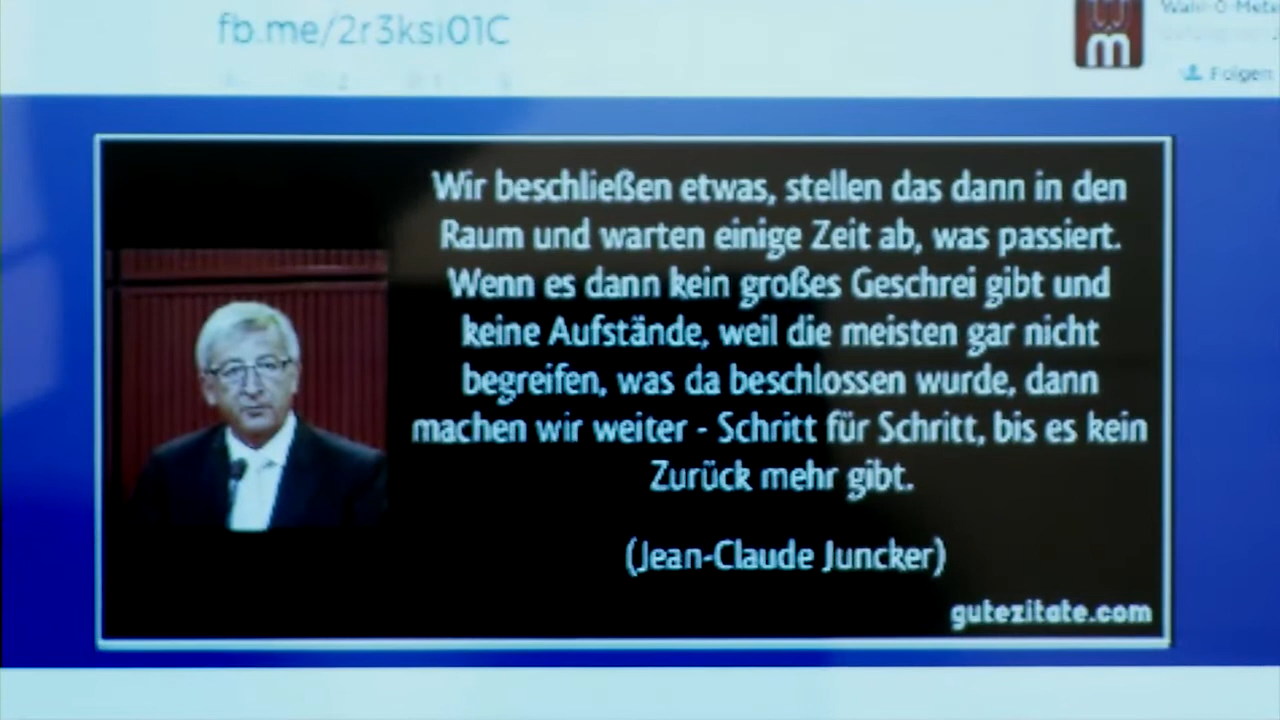 fb.me/2r3ksi01C
Wahl-O-Mete
Folgen
Wir beschließen etwas, stellen das dann in den
Raum und warten einige Zeit ab, was passiert.
Wenn es dann kein großes Geschrei gibt und
keine Aufstände, weil die meisten gar nicht
begreifen, was da beschlossen wurde, dann
machen wir weiter - Schritt für Schritt, bis es kein
Zurück mehr gibt.
(Jean-Claude Juncker)
gutezitate.com